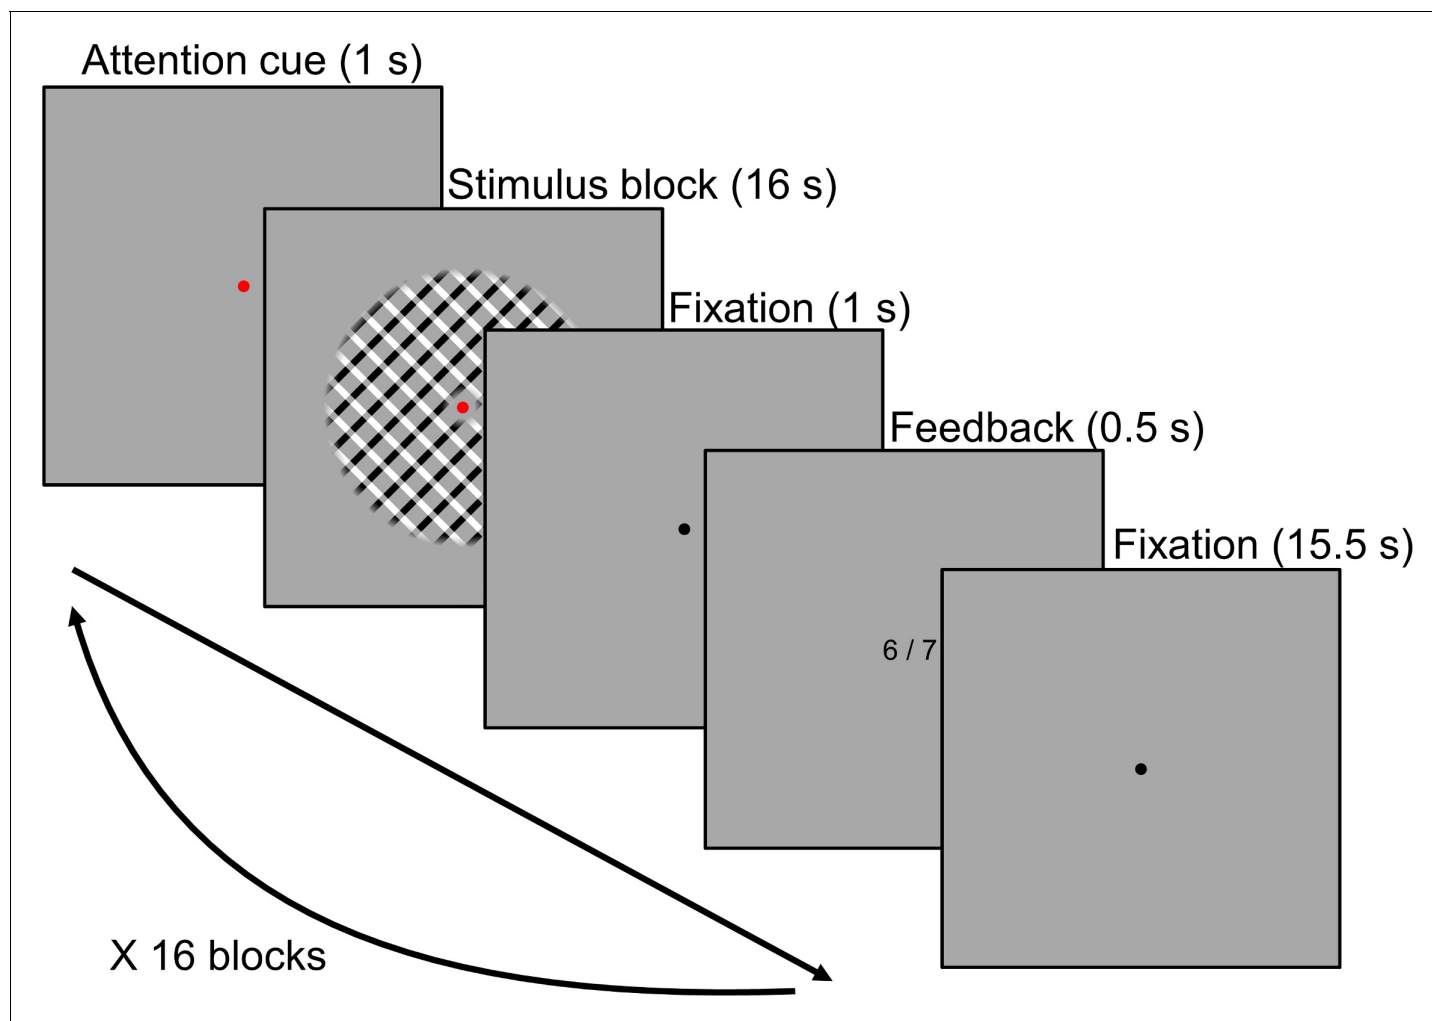 Attention cue (1 s)
Stimulus block (16 s)
Fixation (1 s)
Feedback (0.5 s)
Fixation (15.5 s)
6 / 7
X 16 blocks